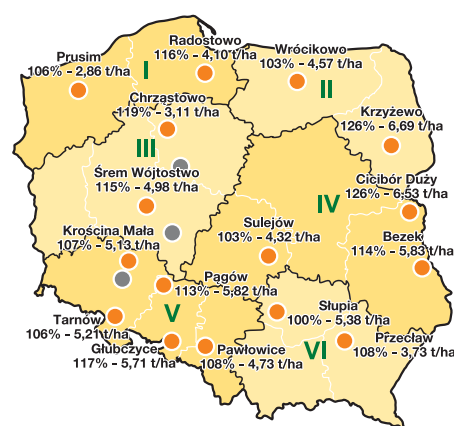 Radostowo
116% - 4,10 t/ha
Prusim
106% - 2,86 t/ha
I
Wrócikowo
103% - 4,57 t/ha
II
Chrząstowo
119% - 3,11 t/ha
III
Krzyżewo
126% - 6,69 t/ha
Śrem Wójtostwo
115% - 4,98 t/ha
Cicibór Duży
126% - 6,53 t/ha
IV
Krościna Mała
107% - 5,13 t/ha
Sulejów
103% - 4,32 t/ha
Bezek
114% - 5,83 t/ha
Pągów
113% - 5,82 t/ha
V
Tarnów
106% - 5,21 t/ha
Głubczyce
117% - 5,71 t/ha
Pawłowice
108% - 4,73 t/ha
Słupia
100% - 5,38 t/ha
VI
Przecław
108% - 3,73 t/ha